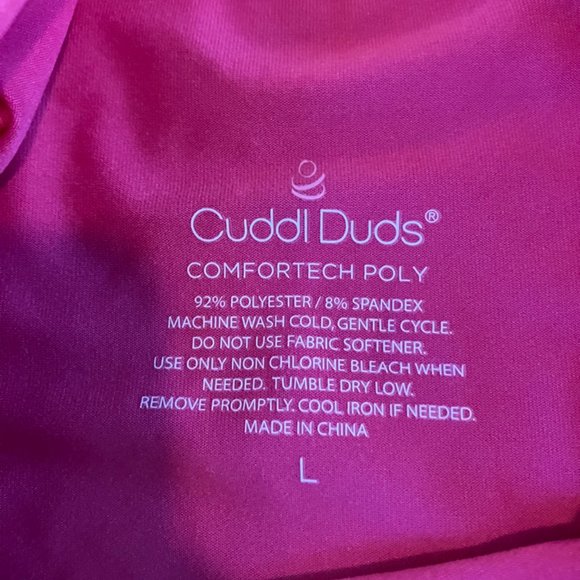 Cuddl Duds®
COMFORTECH POLY
92% POLYESTER / 8% SPANDEX
MACHINE WASH COLD, GENTLE CYCLE.
DO NOT USE FABRIC SOFTENER.
USE ONLY NON CHLORINE BLEACH WHEN
NEEDED. TUMBLE DRY LOW.
REMOVE PROMPTLY. COOL IRON IF NEEDED.
MADE IN CHINA
L